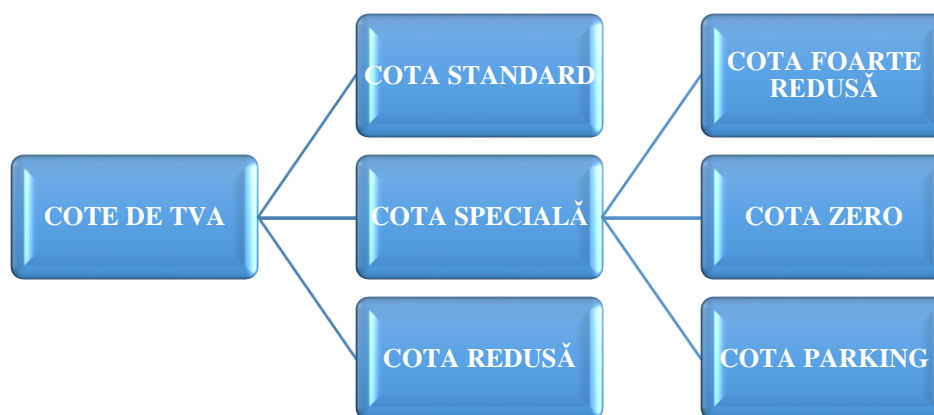 COTE DE TVA
COTA STANDARD
COTA SPECIALĂ
COTA REDUSĂ
COTA FOARTE
REDUSĂ
COTA ZERO
COTA PARKING